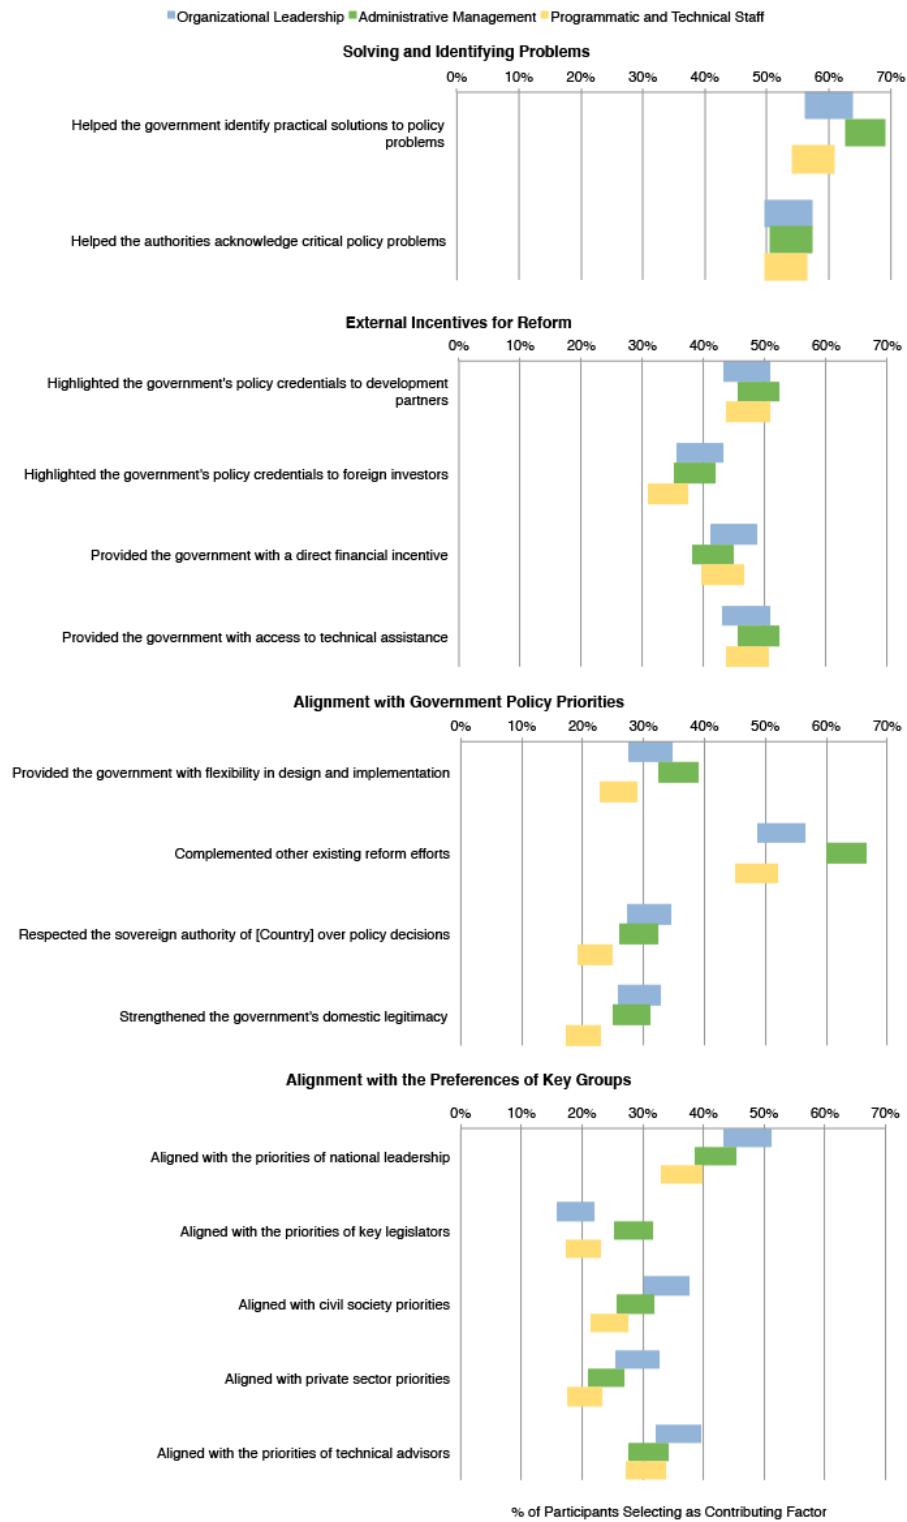 Organizational Leadership Administrative Management Programmatic and Technical Staff
Solving and Identifying Problems
0% 10% 20% 30% 40% 50% 60% 70%
Helped the government identify practical solutions to policy
problems
Helped the authorities acknowledge critical policy problems
External Incentives for Reform
0% 10% 20% 30% 40% 50% 60% 70%
Highlighted the government's policy credentials to development
partners
Highlighted the government's policy credentials to foreign investors
Provided the government with a direct financial incentive
Provided the government with access to technical assistance
Alignment with Government Policy Priorities
0% 10% 20% 30% 40% 50% 60% 70%
Provided the government with flexibility in design and implementation
Complemented other existing reform efforts
Respected the sovereign authority of [Country] over policy decisions
Strengthened the government's domestic legitimacy
Alignment with the Preferences of Key Groups
0% 10% 20% 30% 40% 50% 60% 70%
Aligned with the priorities of national leadership
Aligned with the priorities of key legislators
Aligned with civil society priorities
Aligned with private sector priorities
Aligned with the priorities of technical advisors
% of Participants Selecting as Contributing Factor